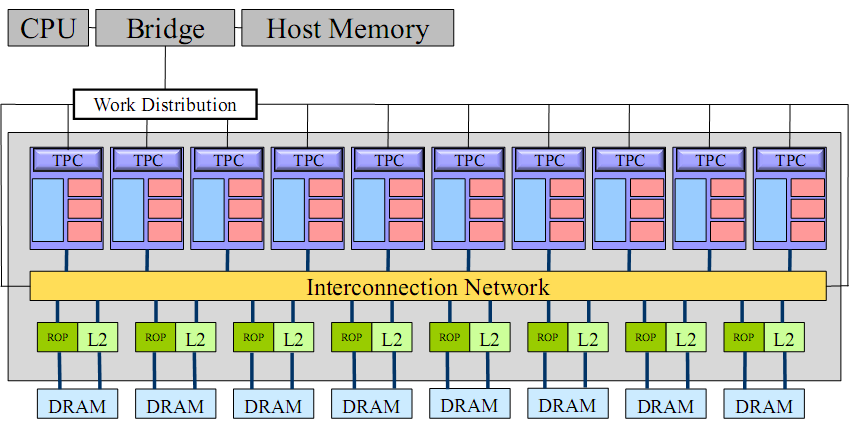 CPU Bridge Host Memory
Work Distribution
TPC TPC TPC TPC TPC TPC TPC TPC TPC TPC
Interconnection Network
ROP L2 ROP L2 ROP L2 ROP L2 ROP L2 ROP L2 ROP L2 ROP L2
DRAM DRAM DRAM DRAM DRAM DRAM DRAM DRAM